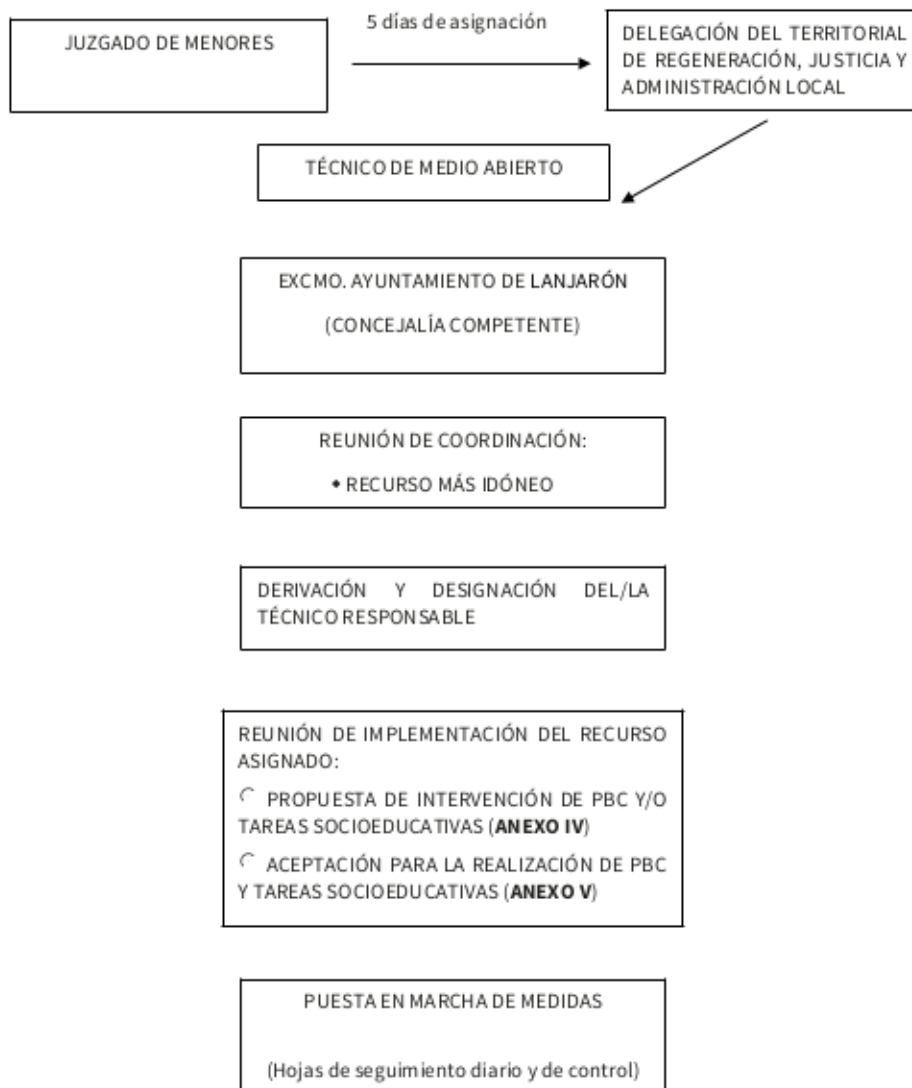 JUZGADO DE MENORES
5 días de asignación
DELEGACIÓN DEL TERRITORIAL
DE REGENERACIÓN, JUSTICIA Y
ADMINISTRACIÓN LOCAL
TÉCNICO DE MEDIO ABIERTO
EXCMO. AYUNTAMIENTO DE LANJARÓN
(CONCEJALÍA COMPETENTE)
REUNIÓN DE COORDINACIÓN:
• RECURSO MÁS IDÓNEO
DERIVACIÓN Y DESIGNACIÓN DEL/LA
TÉCNICO RESPONSABLE
REUNIÓN DE IMPLEMENTACIÓN DEL RECURSO
ASIGNADO:
PROPUESTA DE INTERVENCIÓN DE PBC Y/O
TAREAS SOCIOEDUCATIVAS (ANEXO IV)
ACEPTACIÓN PARA LA REALIZACIÓN DE PBC
Y TAREAS SOCIOEDUCATIVAS (ANEXO V)
PUESTA EN MARCHA DE MEDIDAS
(Hojas de seguimiento diario y de control)